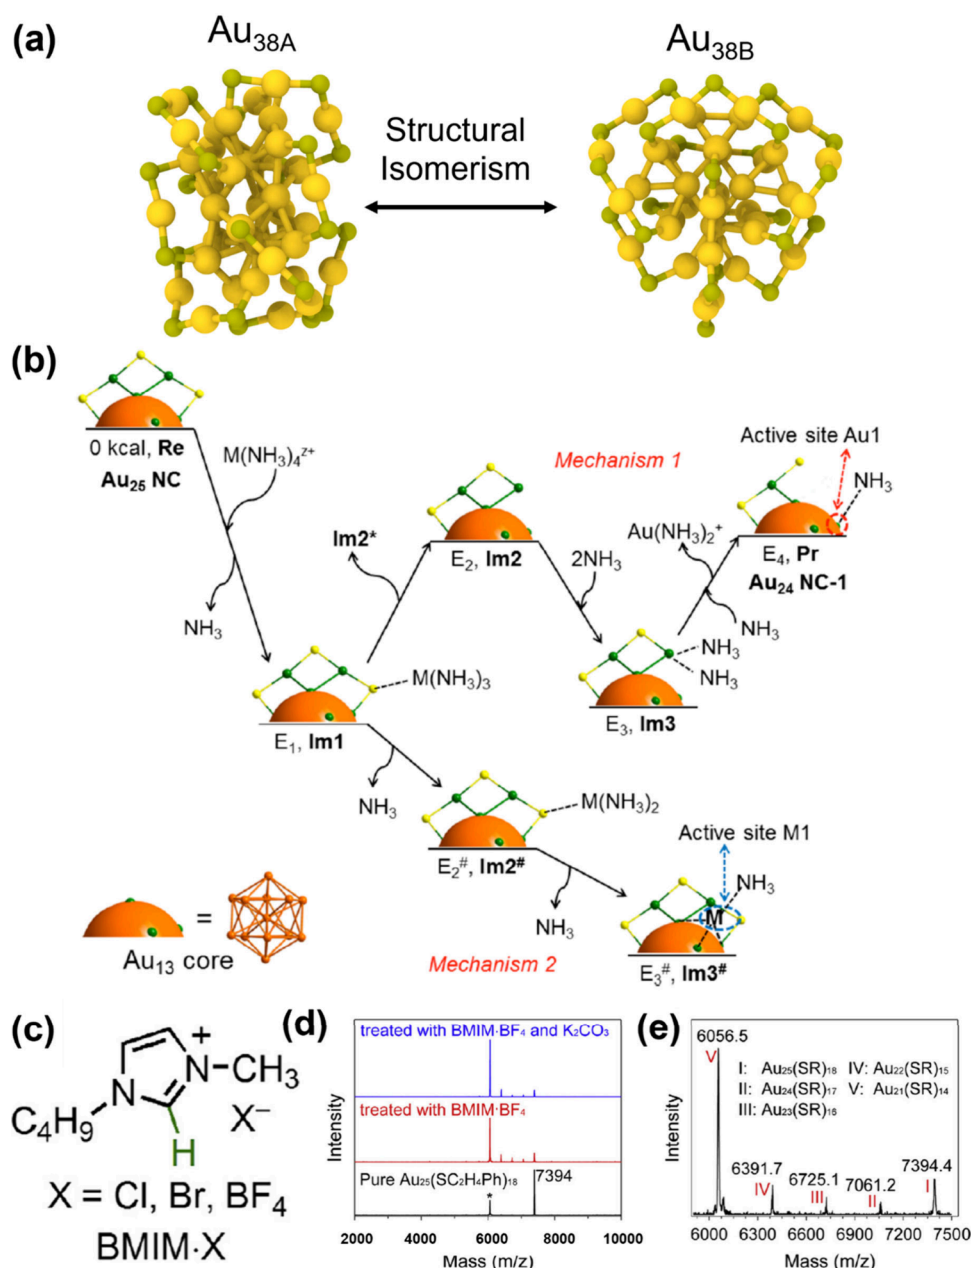 (a)
Au38A
Au38B
Structural
Isomerism
(b)
0 kcal, Re
Au25 NC
M(NH3)4z+
NH3
Mechanism 1
Im2*
E2, Im2
2NH3
Au(NH3)2+
NH3
Active site Au1
NH3
E4, Pr
Au24 NC-1
M(NH3)3
E1, Im1
NH3
NH3
E3, Im3
NH3
M(NH3)2
E2#, Im2#
NH3
Active site M1
NH3
M
E3#, Im3#
=
Au13 core
Mechanism 2
(c)
N
+
N
CH3
C4H9
H
X−
X = Cl, Br, BF4
BMIM·X
(d)
treated with BMIM·BF4 and K2CO3
treated with BMIM·BF4
Pure Au25(SC2H4Ph)18
7394
*
Intensity
2000 4000 6000 8000 10000
Mass (m/z)
(e)
6056.5
V
I: Au25(SR)18 IV: Au22(SR)15
II: Au24(SR)17 V: Au21(SR)14
III: Au23(SR)16
6391.7
IV
6725.1
III
7061.2
II
7394.4
I
Intensity
6000 6300 6600 6900 7200 7500
Mass (m/z)